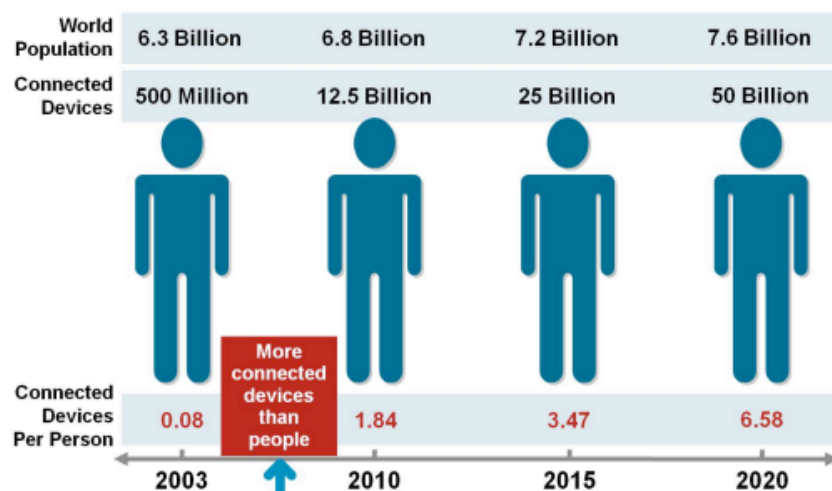 World
Population
6.3 Billion 6.8 Billion 7.2 Billion 7.6 Billion
Connected
Devices
500 Million 12.5 Billion 25 Billion 50 Billion
More
connected
devices
than
people
Connected
Devices
Per Person
0.08 1.84 3.47 6.58
2003 2010 2015 2020